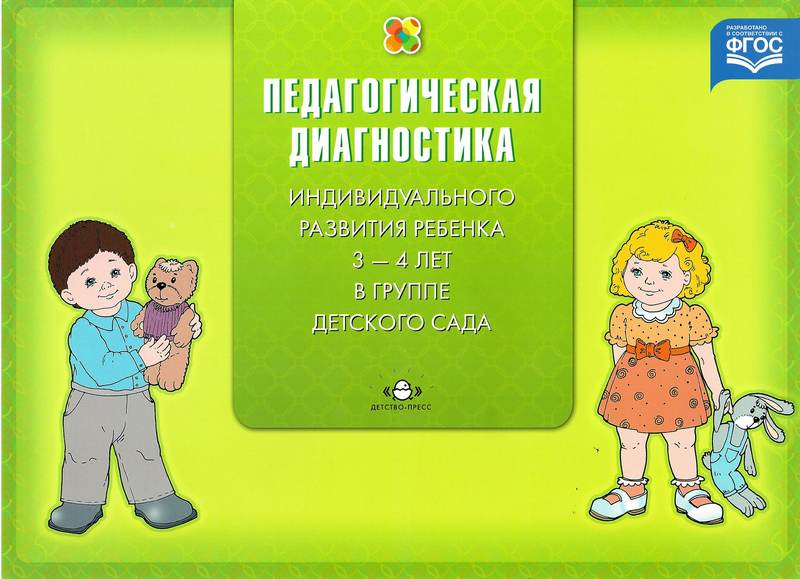 РАЗРАБОТАНО
В СООТВЕТСТВИИ С
ФГОС
ПЕДАГОГИЧЕСКАЯ
ДИАГНОСТИКА
ИНДИВИДУАЛЬНОГО
РАЗВИТИЯ РЕБЕНКА
3 — 4 ЛЕТ
В ГРУППЕ
ДЕТСКОГО САДА
ДЕТСТВО-ПРЕСС